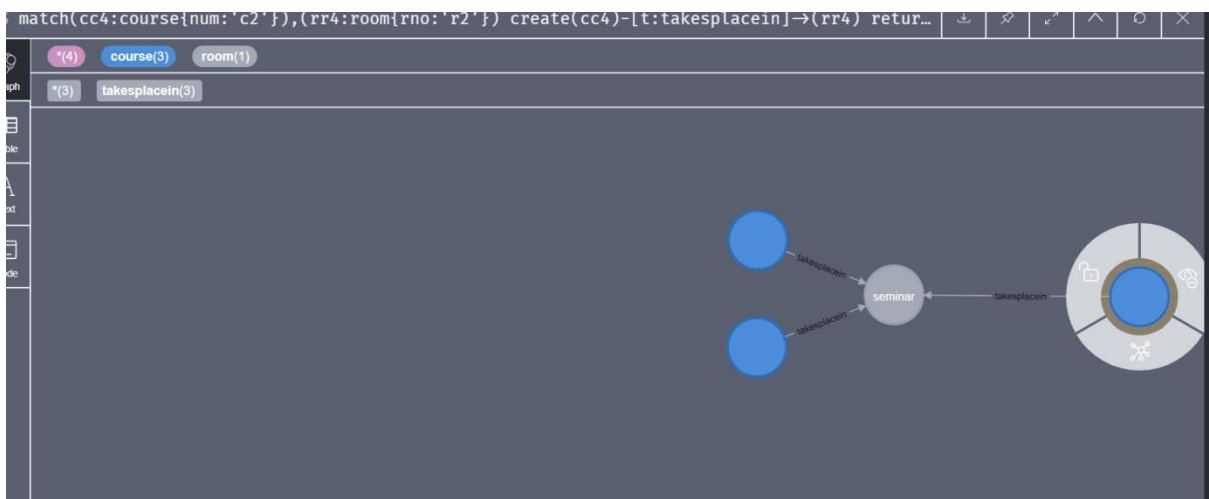 match(cc4:course{num:'c2'}),(rr4:room{rno:'r2'}) create(cc4)-[t:takesplacein]→(rr4) retur…
*(4) course(3) room(1)
*(3) takesplacein(3)
takesplacein
seminar
takesplacein
takesplacein